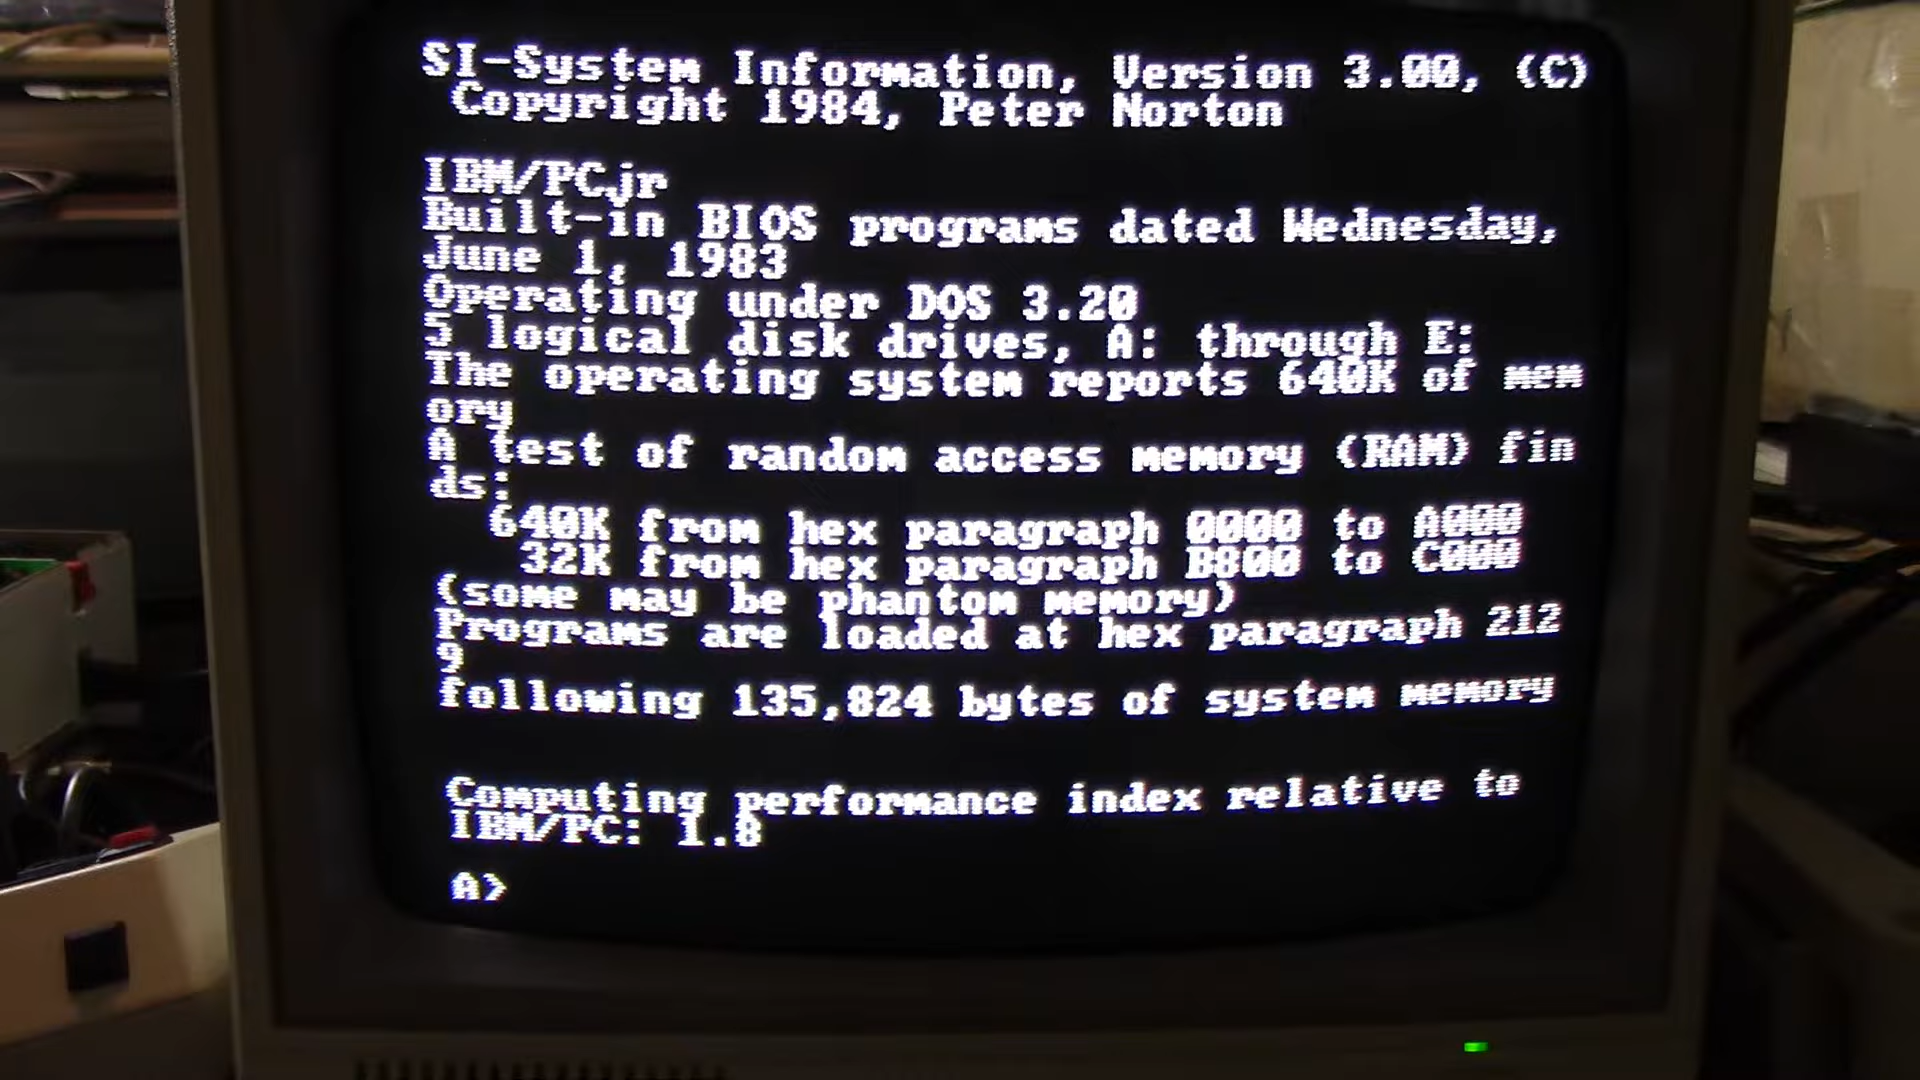 SI-System Information, Version 3.00, (C)
Copyright 1984, Peter Norton
IBM/PCjr
Built-in BIOS programs dated Wednesday,
June 1, 1983
Operating under DOS 3.20
5 logical disk drives, A: through E:
The operating system reports 640K of mem
ory
A test of random access memory (RAM) fin
ds:
640K from hex paragraph 0000 to A000
32K from hex paragraph B800 to C000
(some may be phantom memory)
Programs are loaded at hex paragraph 212
9
following 135,824 bytes of system memory
Computing performance index relative to
IBM/PC: 1.8
A>